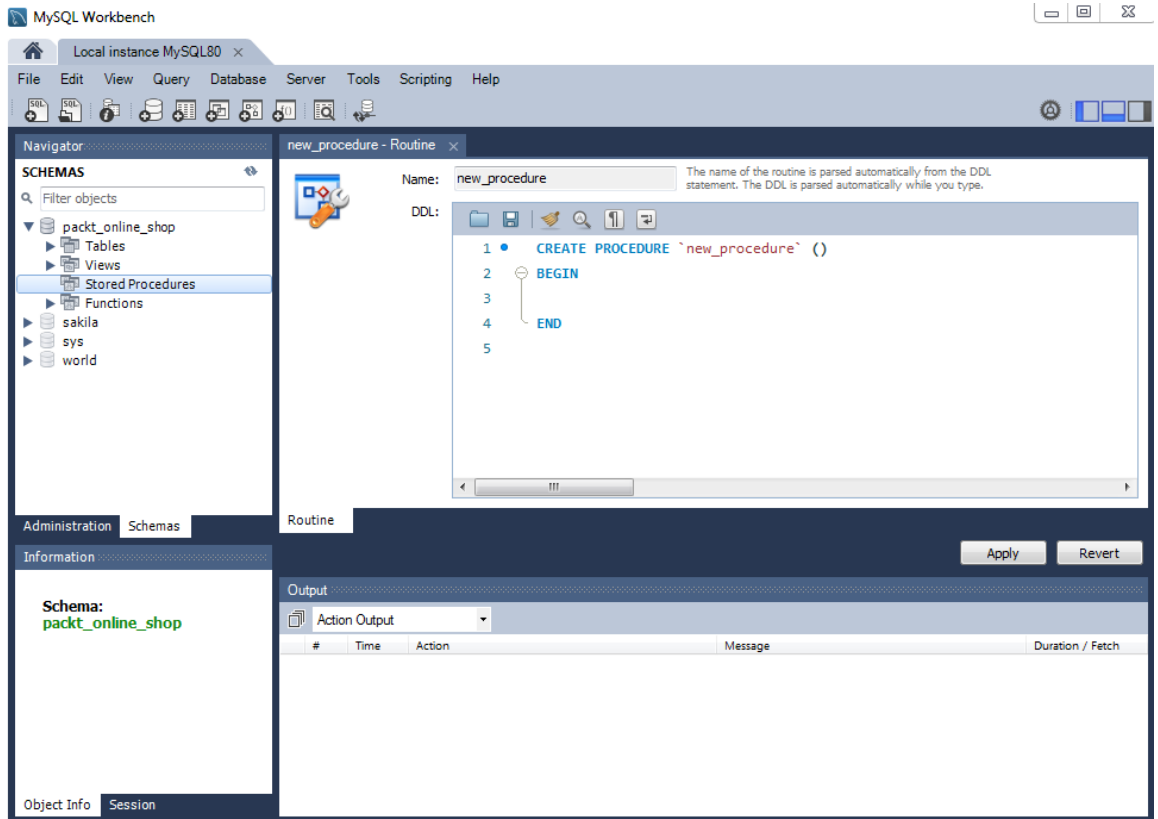 MySQL Workbench
Local instance MySQL80
File Edit View Query Database Server Tools Scripting Help
SQL SQL
Navigator
SCHEMAS
Filter objects
packt_online_shop
Tables
Views
Stored Procedures
Functions
sakila
sys
world
Administration Schemas
Information
Schema:
packt_online_shop
Object Info Session
new_procedure - Routine
Name: new_procedure
The name of the routine is parsed automatically from the DDL
statement. The DDL is parsed automatically while you type.
DDL:
1 CREATE PROCEDURE `new_procedure` ()
2 BEGIN
3
4 END
5
Routine
Apply Revert
Output
Action Output
# Time Action Message Duration / Fetch